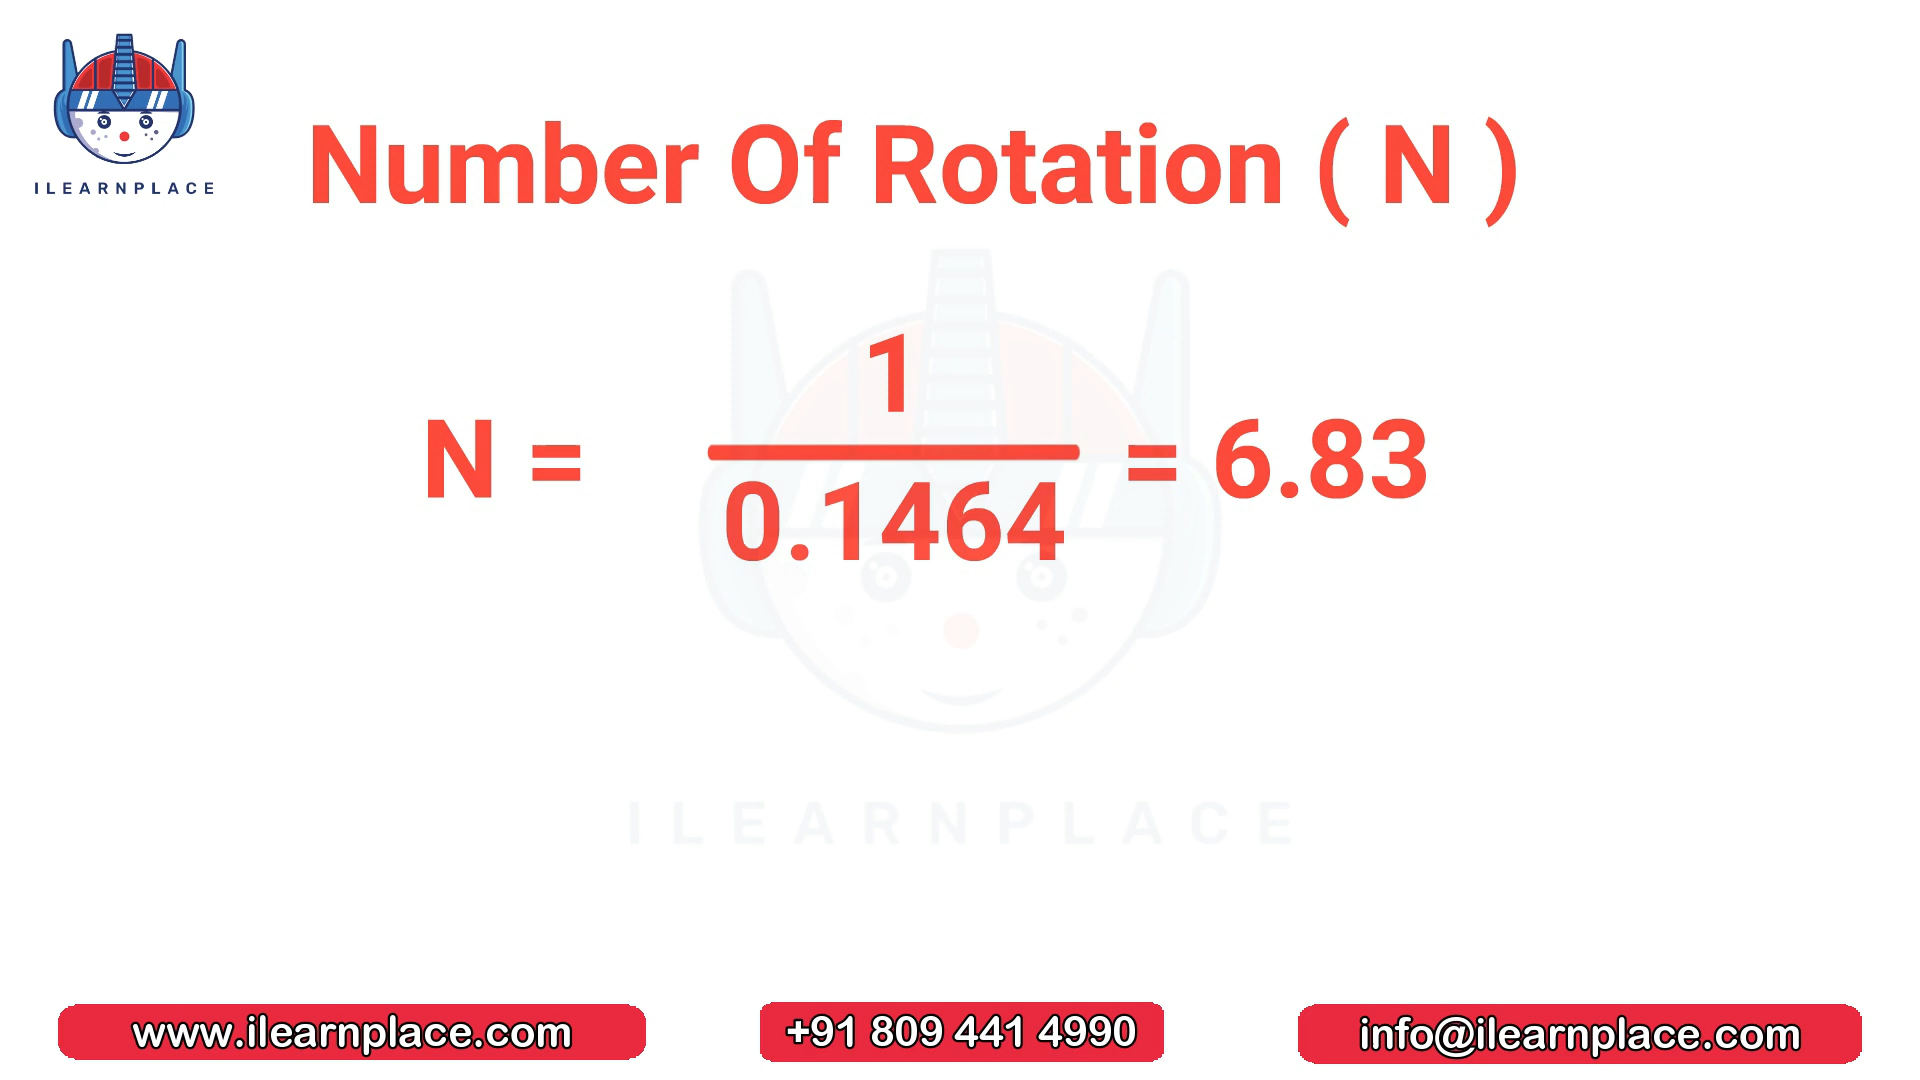 ILEARNPLACE
Number Of Rotation ( N )
1
N = = 6.83
0.1464
ILEARNPLACE
www.ilearnplace.com
+91 809 441 4990
info@ilearnplace.com